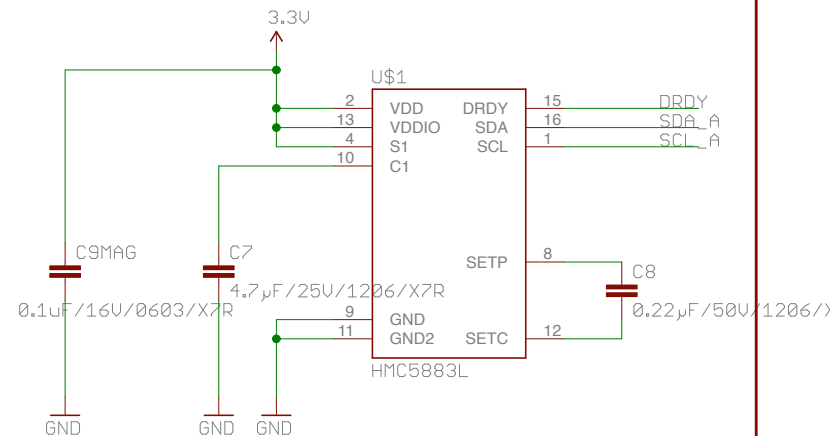 3.3V
U$1
2 VDD DRDY 15 DRDY
13 VDDIO SDA 16 SDA_A
4 S1 SCL 1 SCL_A
10 C1
C9MAG C7 SETP 8 C8
4.7µF/25V/1206/X7R
0.1uF/16V/0603/X7R 0.22µF/50V/1206/X
9 GND
11 GND2 SETC 12
HMC5883L
GND GND GND